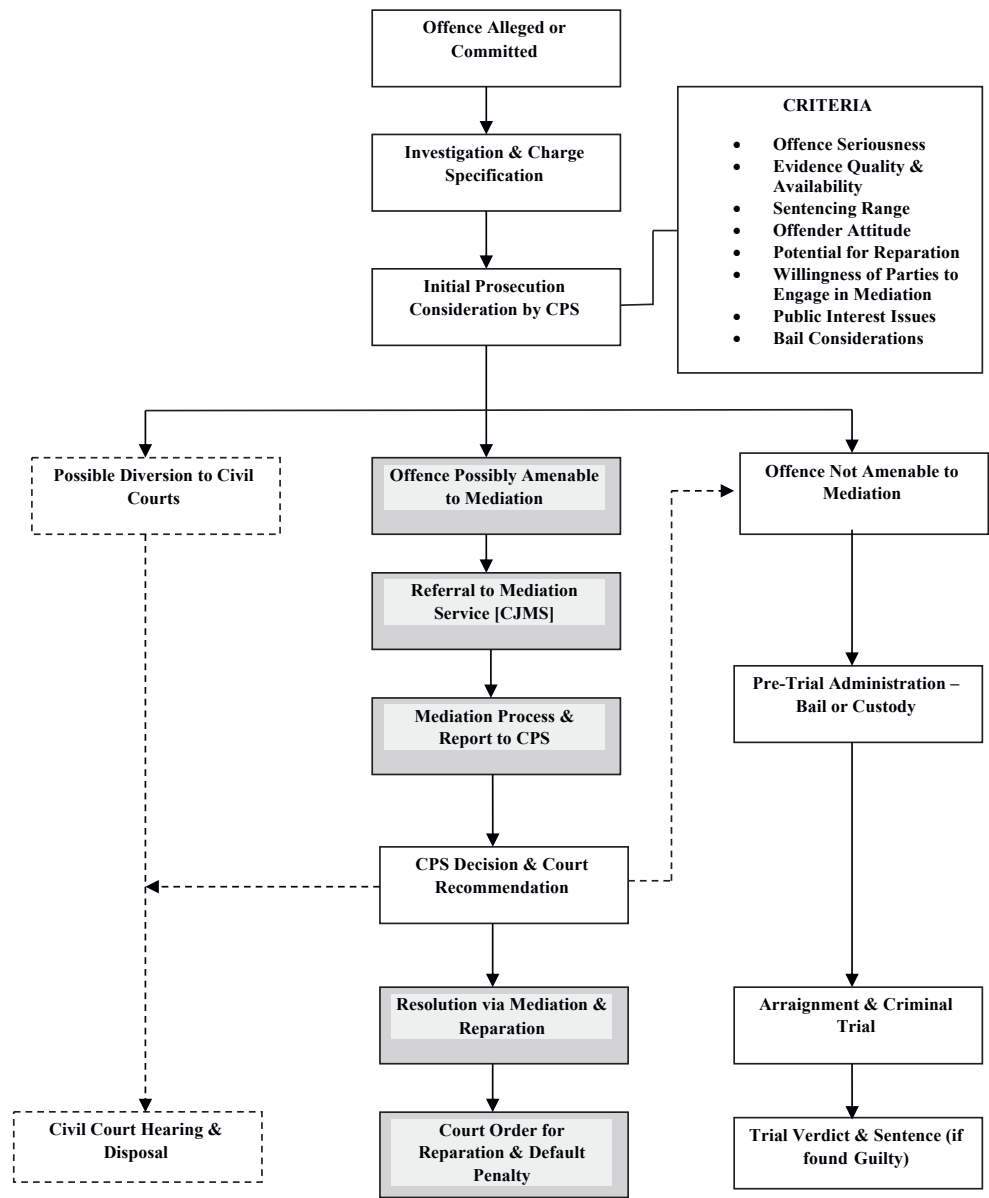 Offence Alleged or
Committed
CRITERIA
• Offence Seriousness
• Evidence Quality &
Availability
• Sentencing Range
• Offender Attitude
• Potential for Reparation
• Willingness of Parties to
Engage in Mediation
• Public Interest Issues
• Bail Considerations
Investigation & Charge
Specification
Initial Prosecution
Consideration by CPS
Possible Diversion to Civil
Courts
Offence Possibly Amenable
to Mediation
Offence Not Amenable to
Mediation
Referral to Mediation
Service [CJMS]
Mediation Process &
Report to CPS
Pre-Trial Administration –
Bail or Custody
CPS Decision & Court
Recommendation
Resolution via Mediation &
Reparation
Arraignment & Criminal
Trial
Civil Court Hearing &
Disposal
Court Order for
Reparation & Default
Penalty
Trial Verdict & Sentence (if
found Guilty)